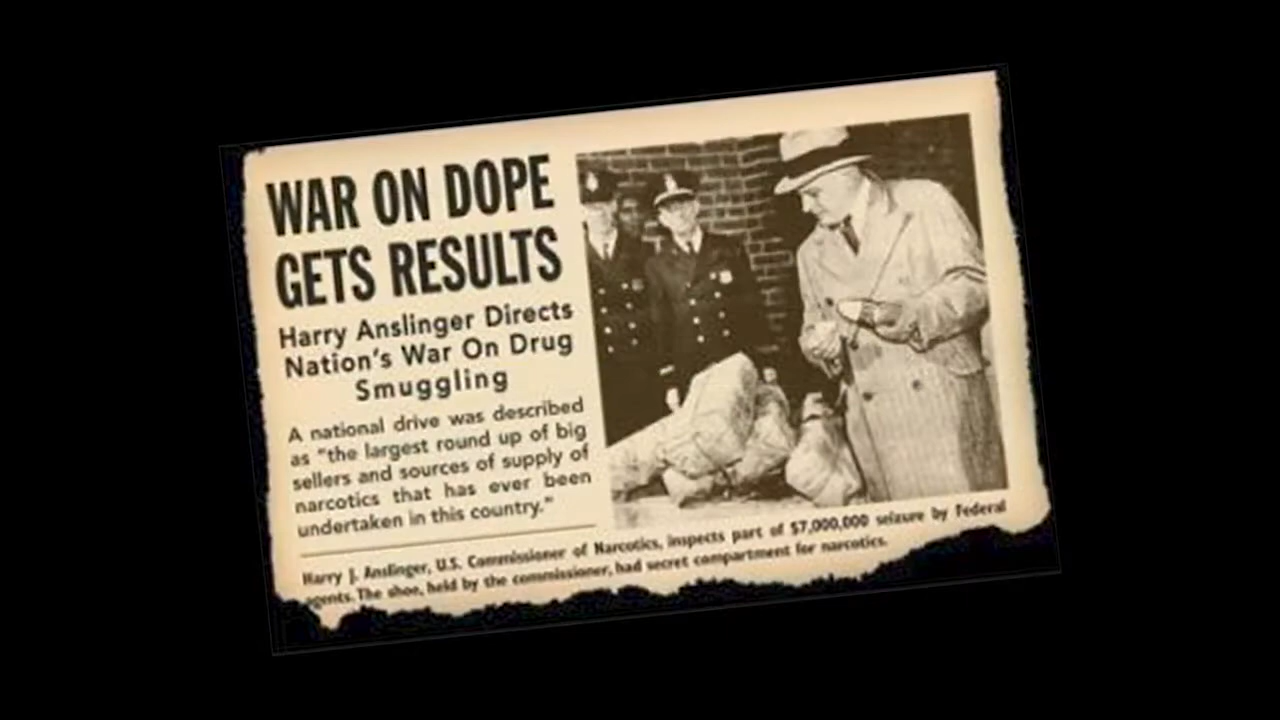 WAR ON DOPE
GETS RESULTS
Harry Anslinger Directs
Nation's War On Drug
Smuggling
A national drive was described
as "the largest round up of big
sellers and sources of supply of
narcotics that has ever been
undertaken in this country."
Harry J. Anslinger, U.S. Commissioner of Narcotics, inspects part of $7,000,000 seizure by Federal
agents. The shoe, held by the commissioner, had secret compartment for narcotics.